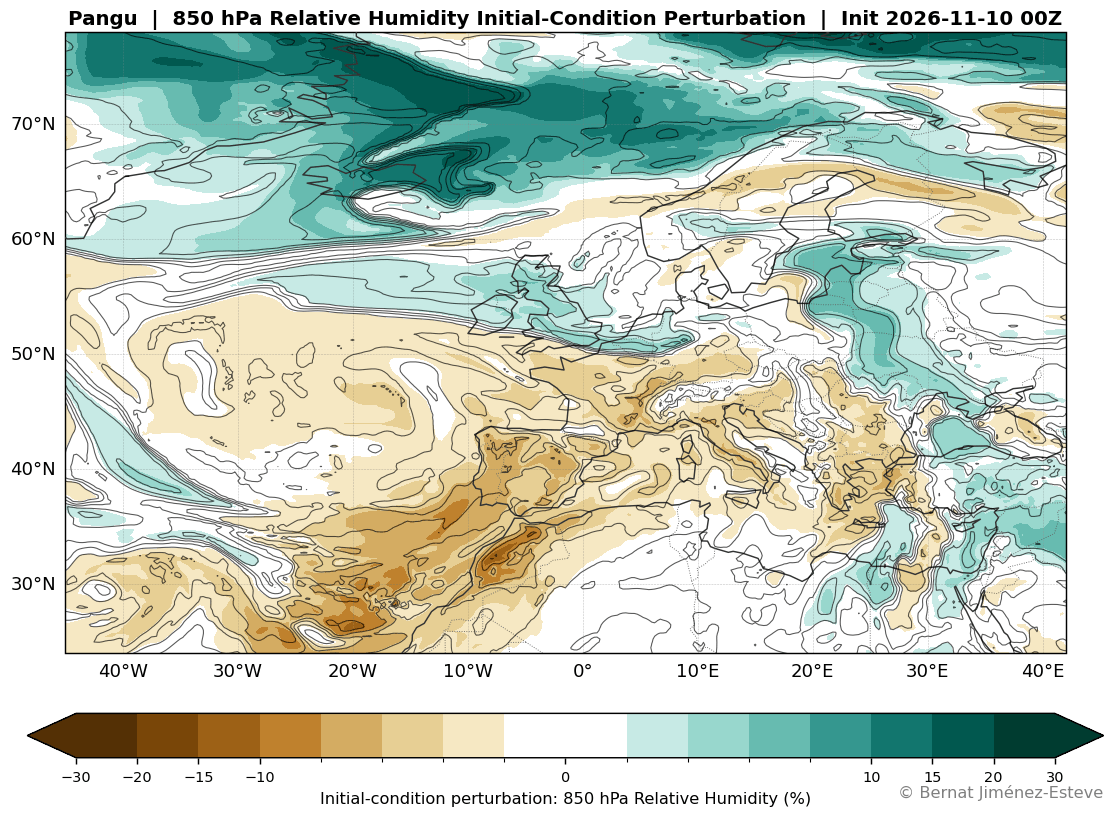 Pangu | 850 hPa Relative Humidity Initial-Condition Perturbation | Init 2026-11-10 00Z
70°N
60°N
50°N
40°N
30°N
40°W 30°W 20°W 10°W 0° 10°E 20°E 30°E 40°E
−30 −20 −15 −10 0 10 15 20 30
Initial-condition perturbation: 850 hPa Relative Humidity (%)
© Bernat Jiménez-Esteve